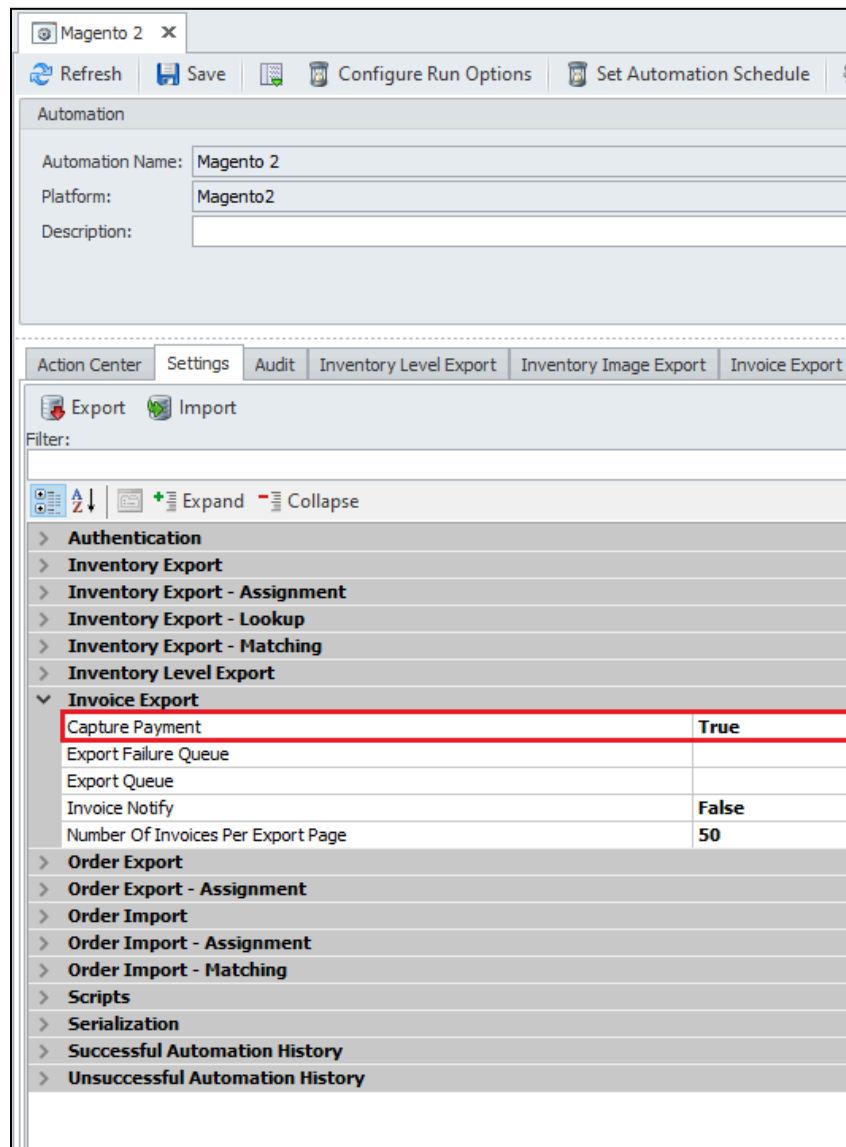 Magento 2
Refresh Save Configure Run Options Set Automation Schedule
Automation
Automation Name: Magento 2
Platform: Magento2
Description:
Action Center Settings Audit Inventory Level Export Inventory Image Export Invoice Export
Export Import
Filter:
Expand Collapse
Authentication
Inventory Export
Inventory Export - Assignment
Inventory Export - Lookup
Inventory Export - Matching
Inventory Level Export
Invoice Export
Capture Payment True
Export Failure Queue
Export Queue
Invoice Notify False
Number Of Invoices Per Export Page 50
Order Export
Order Export - Assignment
Order Import
Order Import - Assignment
Order Import - Matching
Scripts
Serialization
Successful Automation History
Unsuccessful Automation History